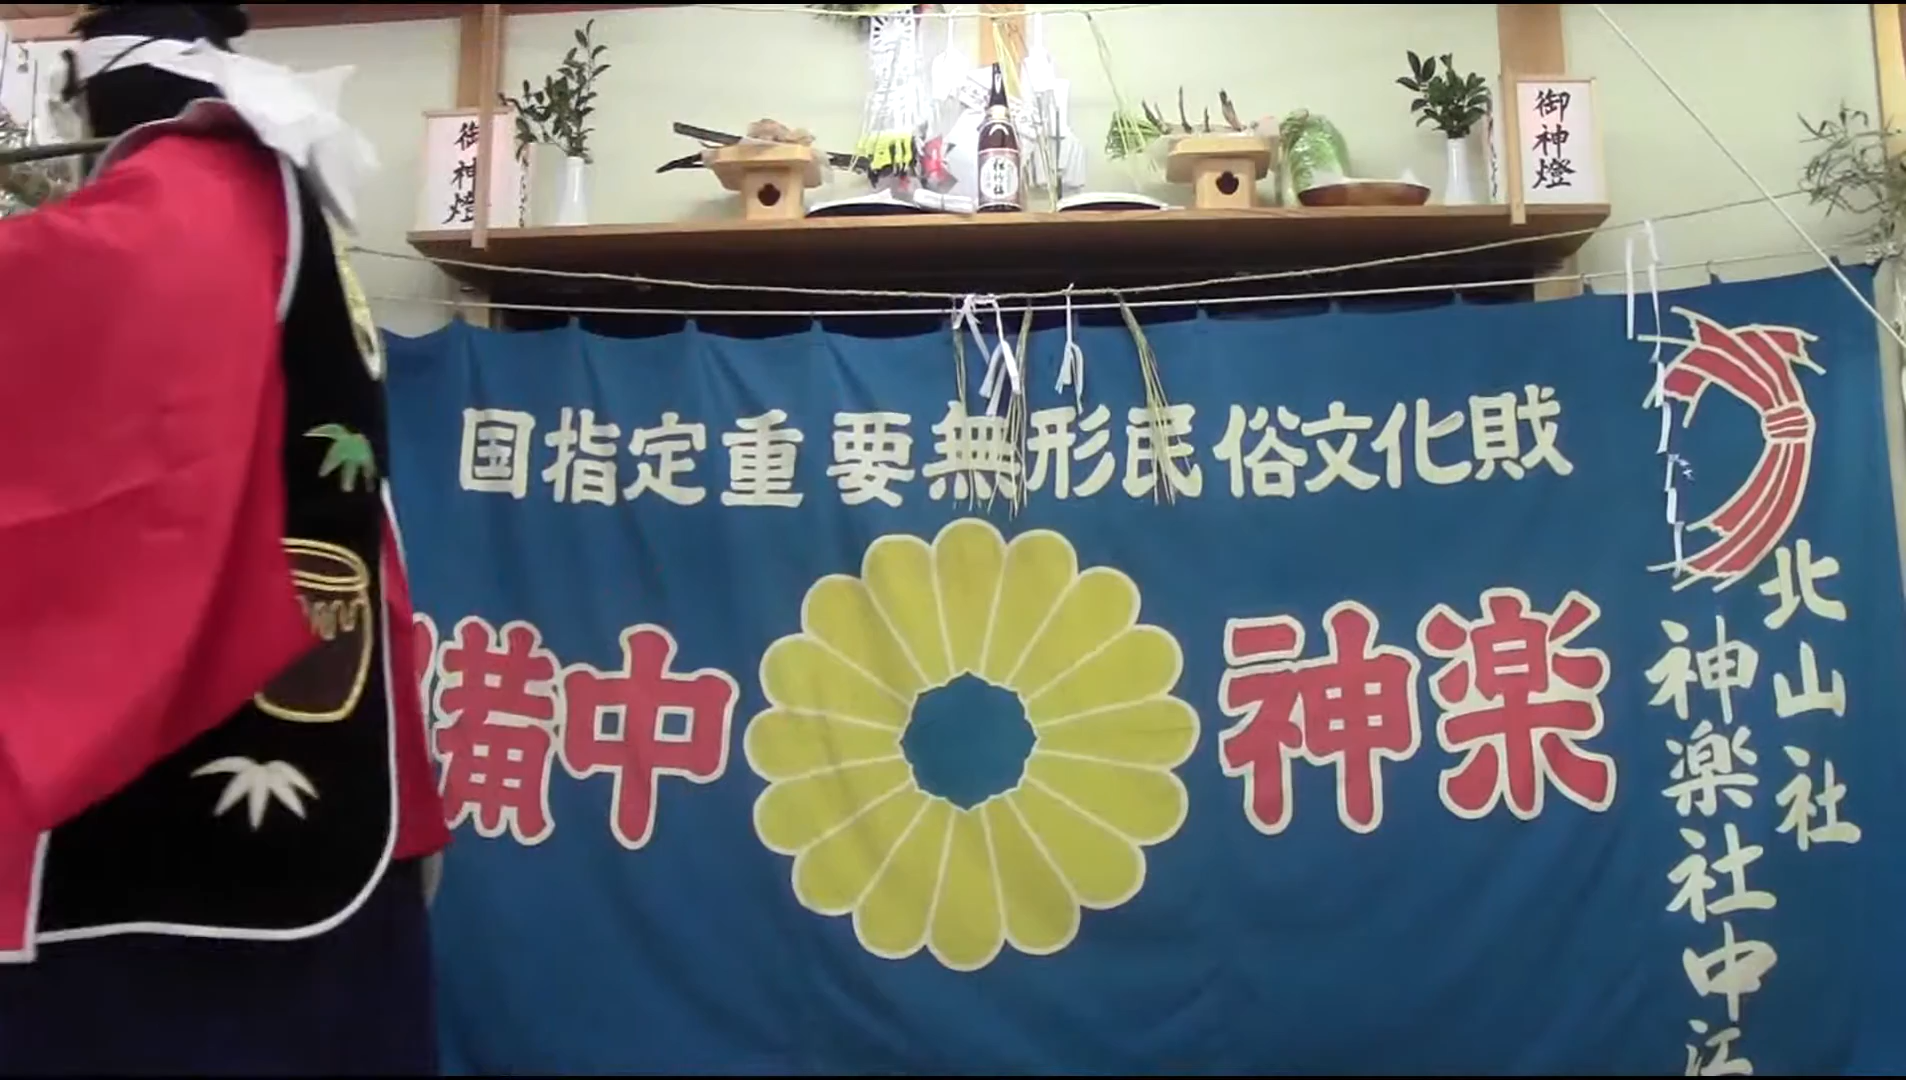 御神燈
御神燈
国指定重要無形民俗文化財
備中神楽
北山社
神楽社中